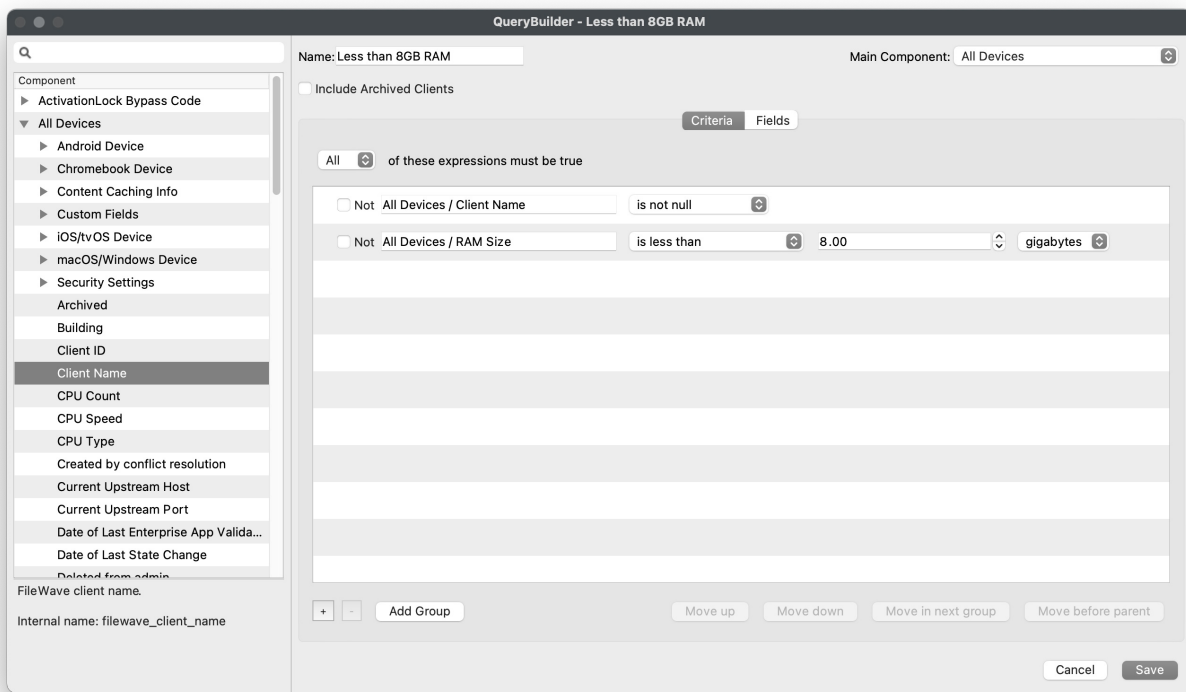 QueryBuilder - Less than 8GB RAM
Name: Less than 8GB RAM
Main Component: All Devices
Include Archived Clients
Component
ActivationLock Bypass Code
All Devices
Android Device
Chromebook Device
Content Caching Info
Custom Fields
iOS/tvOS Device
macOS/Windows Device
Security Settings
Archived
Building
Client ID
Client Name
CPU Count
CPU Speed
CPU Type
Created by conflict resolution
Current Upstream Host
Current Upstream Port
Date of Last Enterprise App Valida...
Date of Last State Change
Deleted from admin
FileWave client name.
Internal name: filewave_client_name
Criteria Fields
All of these expressions must be true
Not All Devices / Client Name is not null
Not All Devices / RAM Size is less than 8.00 gigabytes
+ - Add Group Move up Move down Move in next group Move before parent
Cancel Save